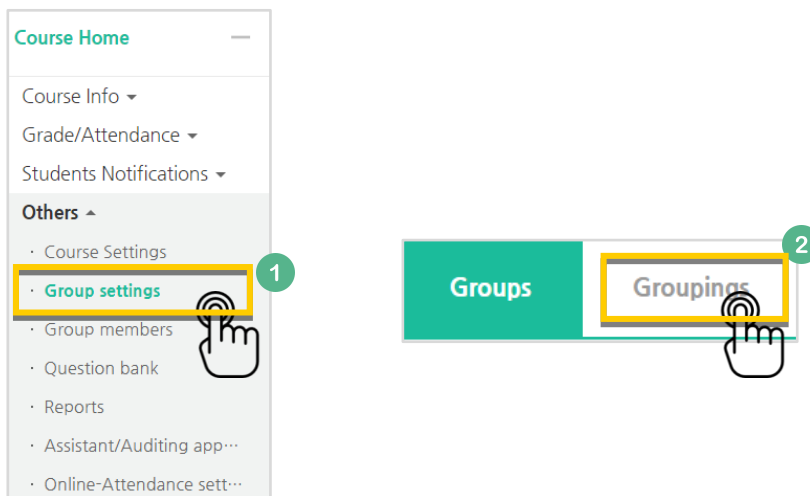 Course Home
Course Info
Grade/Attendance
Students Notifications
Others
· Course Settings
1
· Group settings
· Group members
· Question bank
· Reports
· Assistant/Auditing app···
· Online-Attendance sett···
2
Groups
Groupings